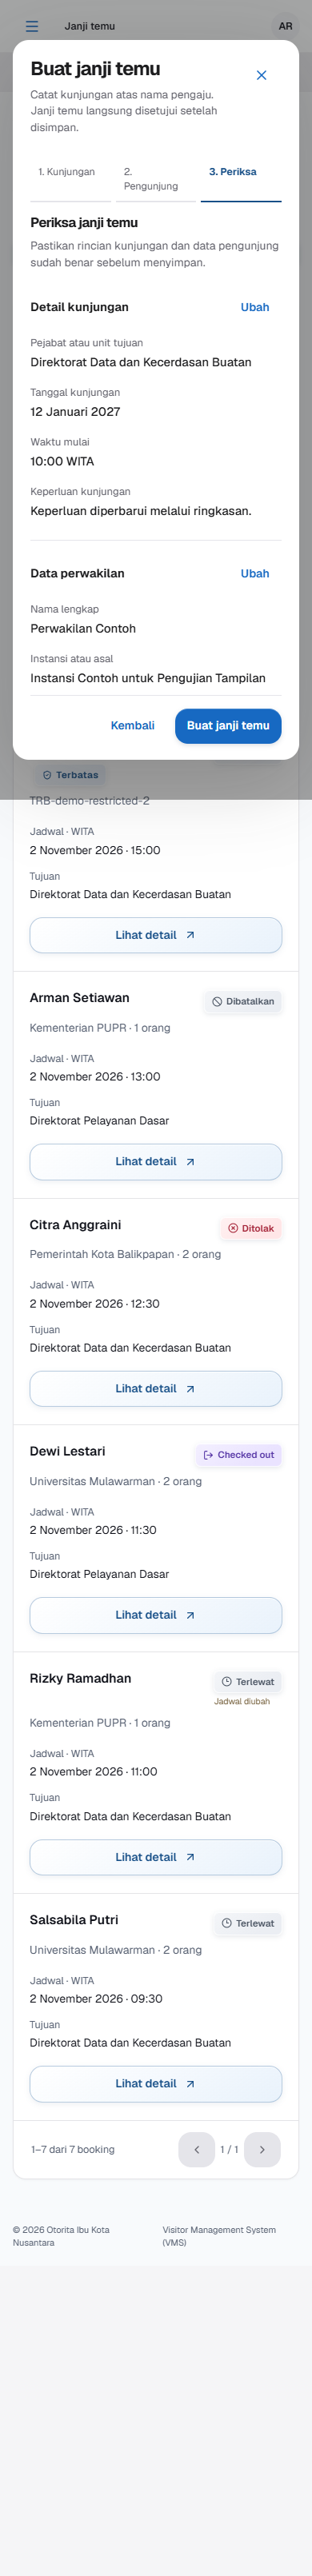 Janji temu
AR
Buat janji temu
Catat kunjungan atas nama pengaju.
Janji temu langsung disetujui setelah
disimpan.
1. Kunjungan
2.
Pengunjung
3. Periksa
Periksa janji temu
Pastikan rincian kunjungan dan data pengunjung
sudah benar sebelum menyimpan.
Detail kunjungan
Ubah
Pejabat atau unit tujuan
Direktorat Data dan Kecerdasan Buatan
Tanggal kunjungan
12 Januari 2027
Waktu mulai
10:00 WITA
Keperluan kunjungan
Keperluan diperbarui melalui ringkasan.
Data perwakilan
Ubah
Nama lengkap
Perwakilan Contoh
Instansi atau asal
Instansi Contoh untuk Pengujian Tampilan
Kembali
Buat janji temu
Terbatas
TRB-demo-restricted-2
Jadwal · WITA
2 November 2026 · 15:00
Tujuan
Direktorat Data dan Kecerdasan Buatan
Lihat detail
Arman Setiawan
Dibatalkan
Kementerian PUPR · 1 orang
Jadwal · WITA
2 November 2026 · 13:00
Tujuan
Direktorat Pelayanan Dasar
Lihat detail
Citra Anggraini
Ditolak
Pemerintah Kota Balikpapan · 2 orang
Jadwal · WITA
2 November 2026 · 12:30
Tujuan
Direktorat Data dan Kecerdasan Buatan
Lihat detail
Dewi Lestari
Checked out
Universitas Mulawarman · 2 orang
Jadwal · WITA
2 November 2026 · 11:30
Tujuan
Direktorat Pelayanan Dasar
Lihat detail
Rizky Ramadhan
Terlewat
Jadwal diubah
Kementerian PUPR · 1 orang
Jadwal · WITA
2 November 2026 · 11:00
Tujuan
Direktorat Data dan Kecerdasan Buatan
Lihat detail
Salsabila Putri
Terlewat
Universitas Mulawarman · 2 orang
Jadwal · WITA
2 November 2026 · 09:30
Tujuan
Direktorat Data dan Kecerdasan Buatan
Lihat detail
1–7 dari 7 booking
1 / 1
© 2026 Otorita Ibu Kota
Nusantara
Visitor Management System
(VMS)